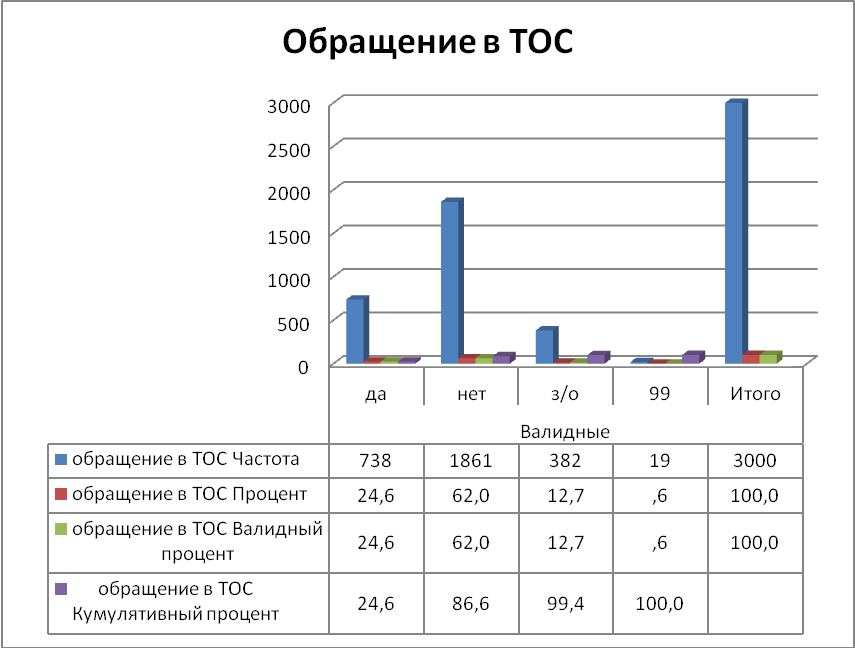 Обращение в ТОС
3000
2500
2000
1500
1000
500
0
да нет з/о 99 Итого
Валидные
обращение в ТОС Частота 738 1861 382 19 3000
обращение в ТОС Процент 24,6 62,0 12,7 ,6 100,0
обращение в ТОС Валидный
процент 24,6 62,0 12,7 ,6 100,0
обращение в ТОС
Кумулятивный процент 24,6 86,6 99,4 100,0